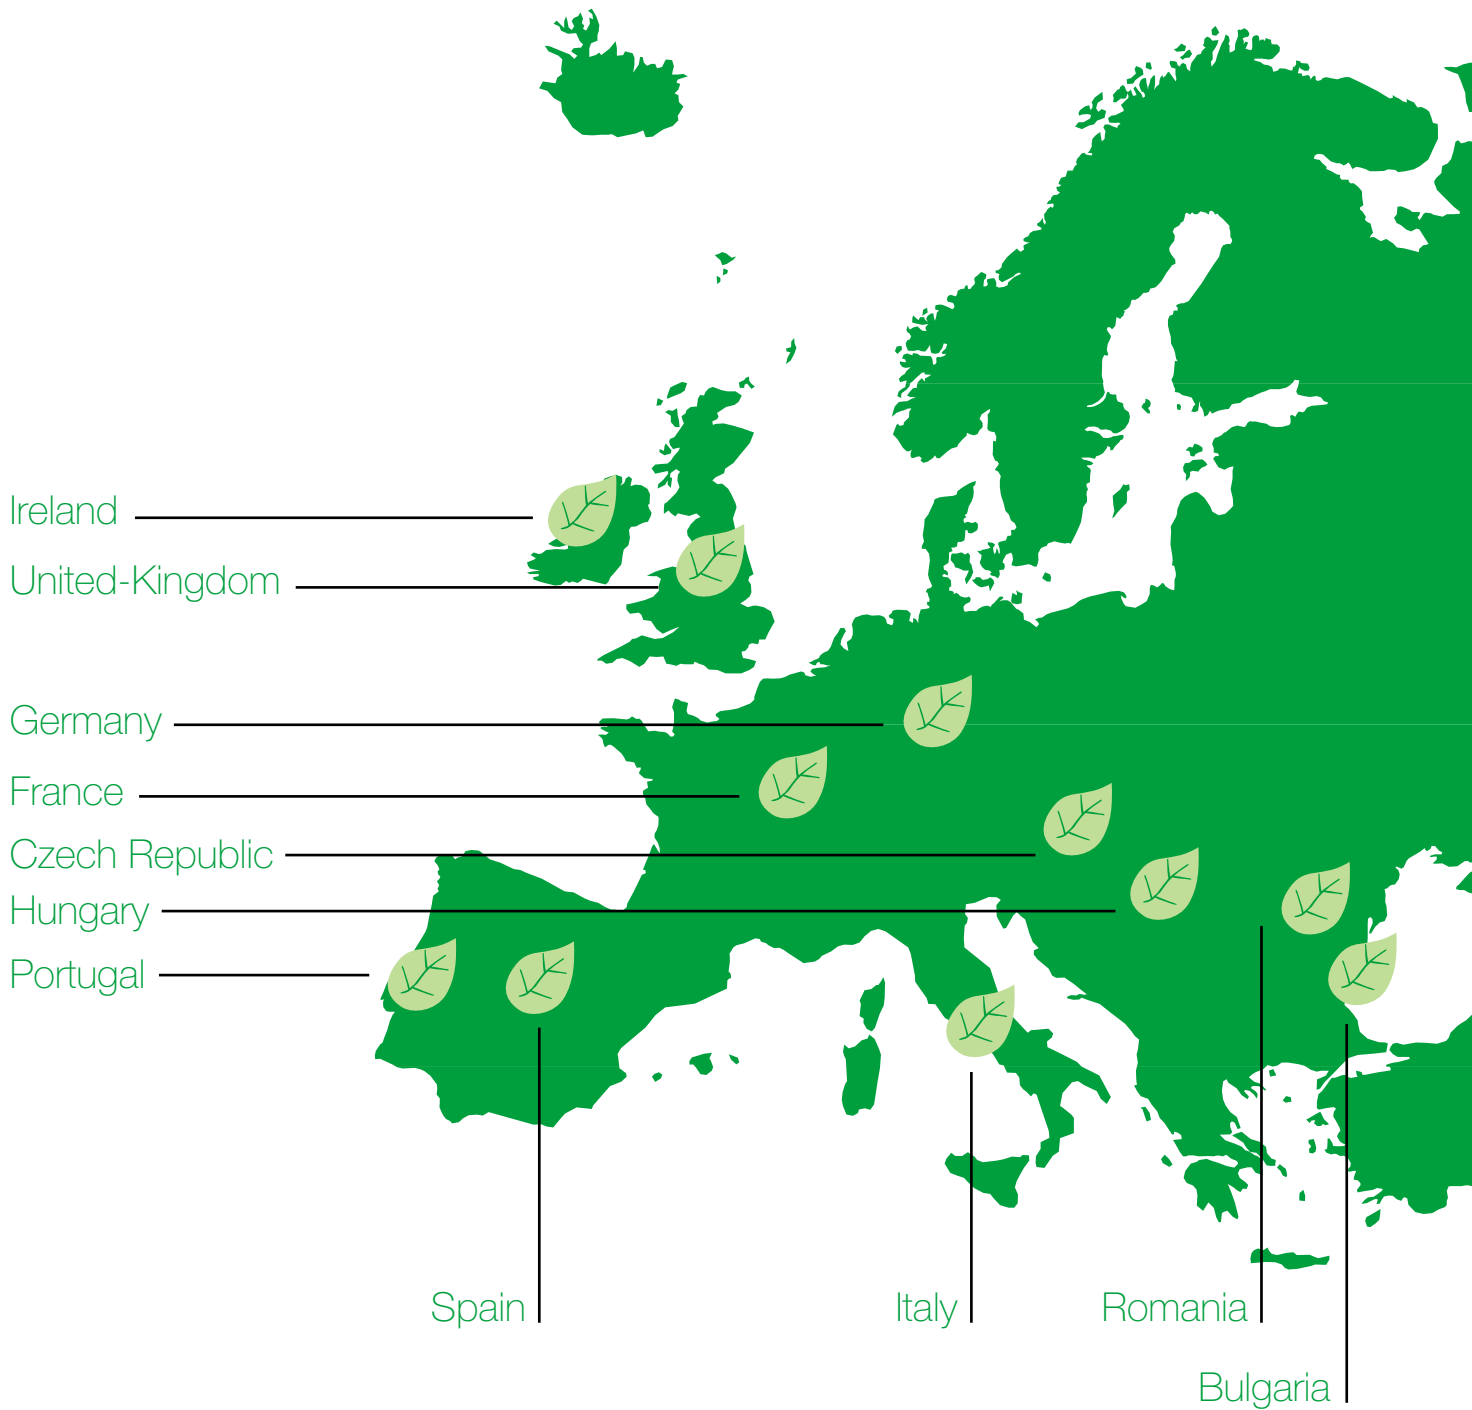 Ireland
United-Kingdom
Germany
France
Czech Republic
Hungary
Portugal
Spain
Italy
Romania
Bulgaria